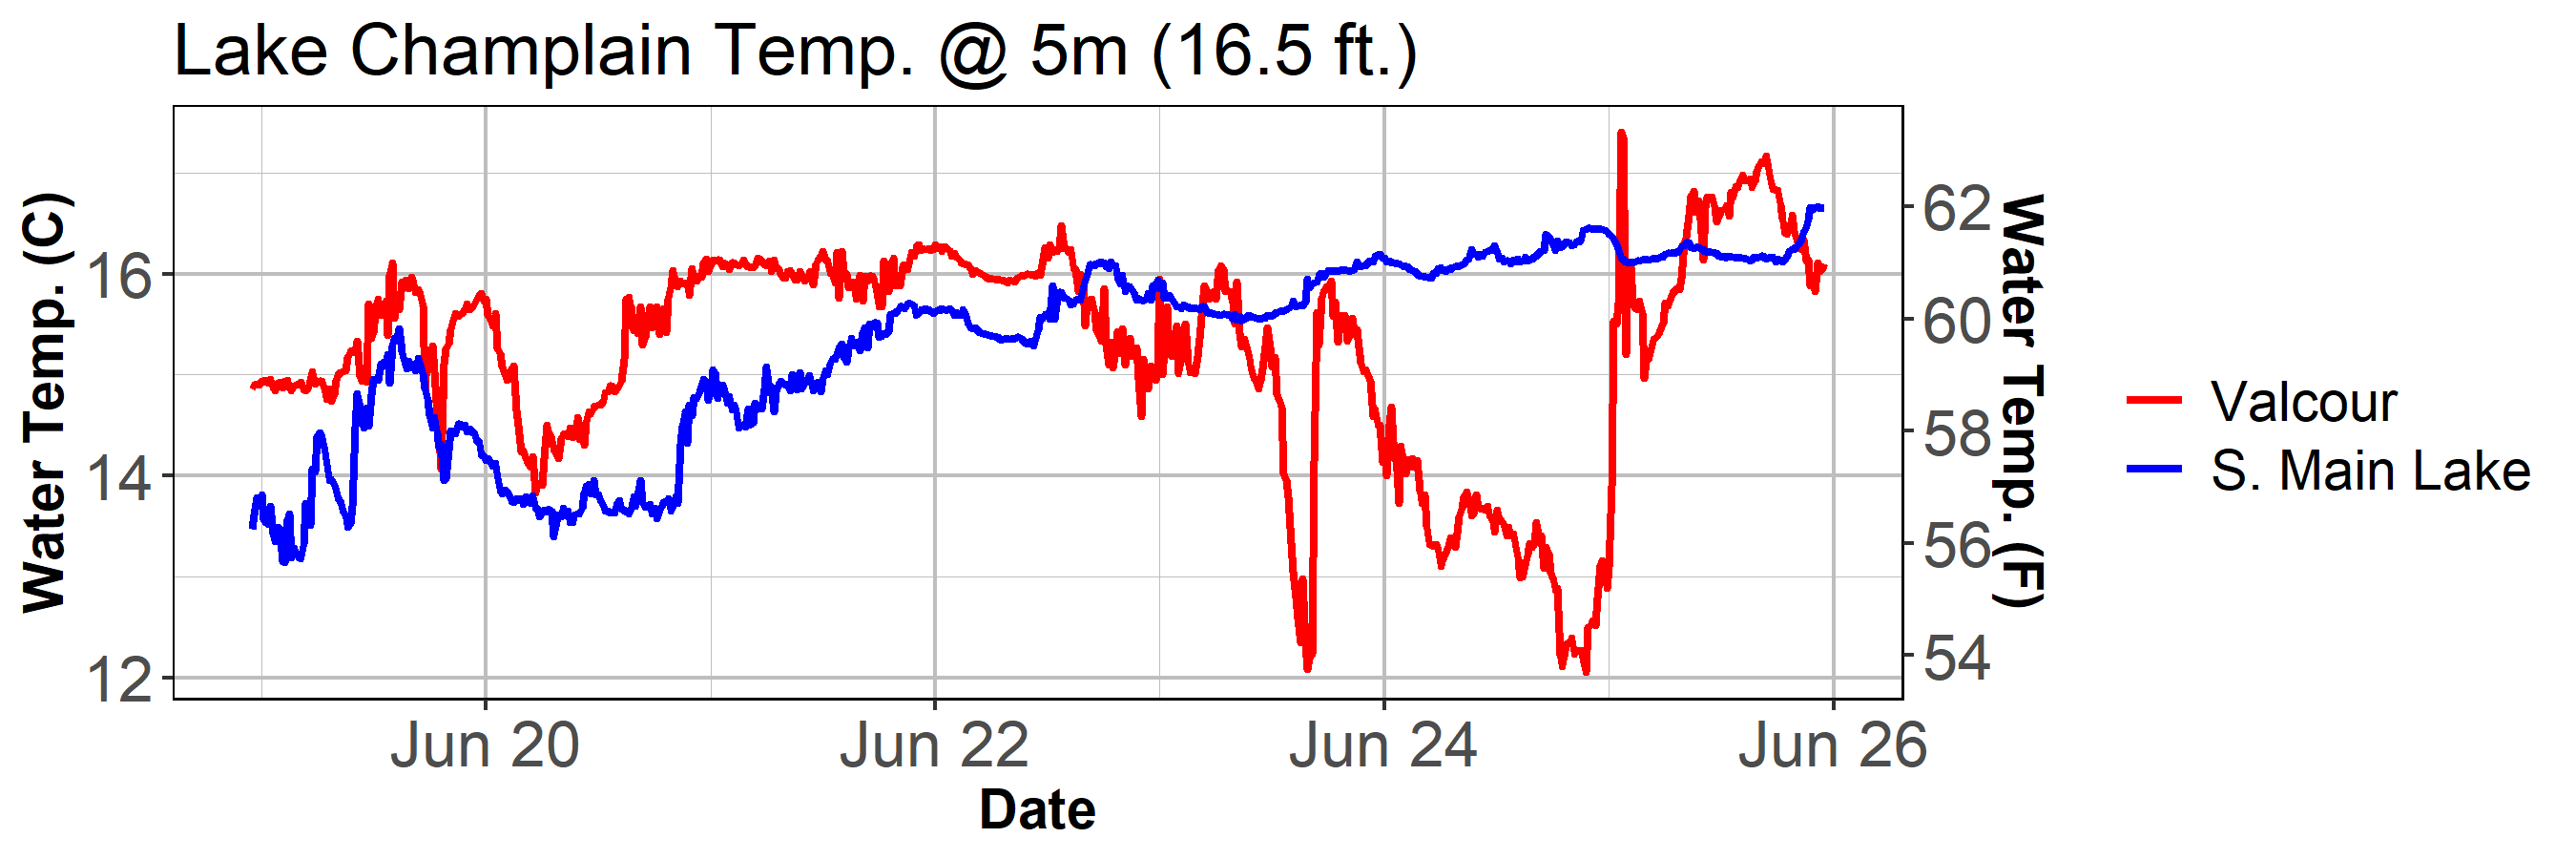 Lake Champlain Temp. @ 5m (16.5 ft.)
Water Temp. (C)
16
14
12
62
60
58
56
54
Water Temp. (F)
Jun 20
Jun 22
Jun 24
Jun 26
Date
Valcour
S. Main Lake